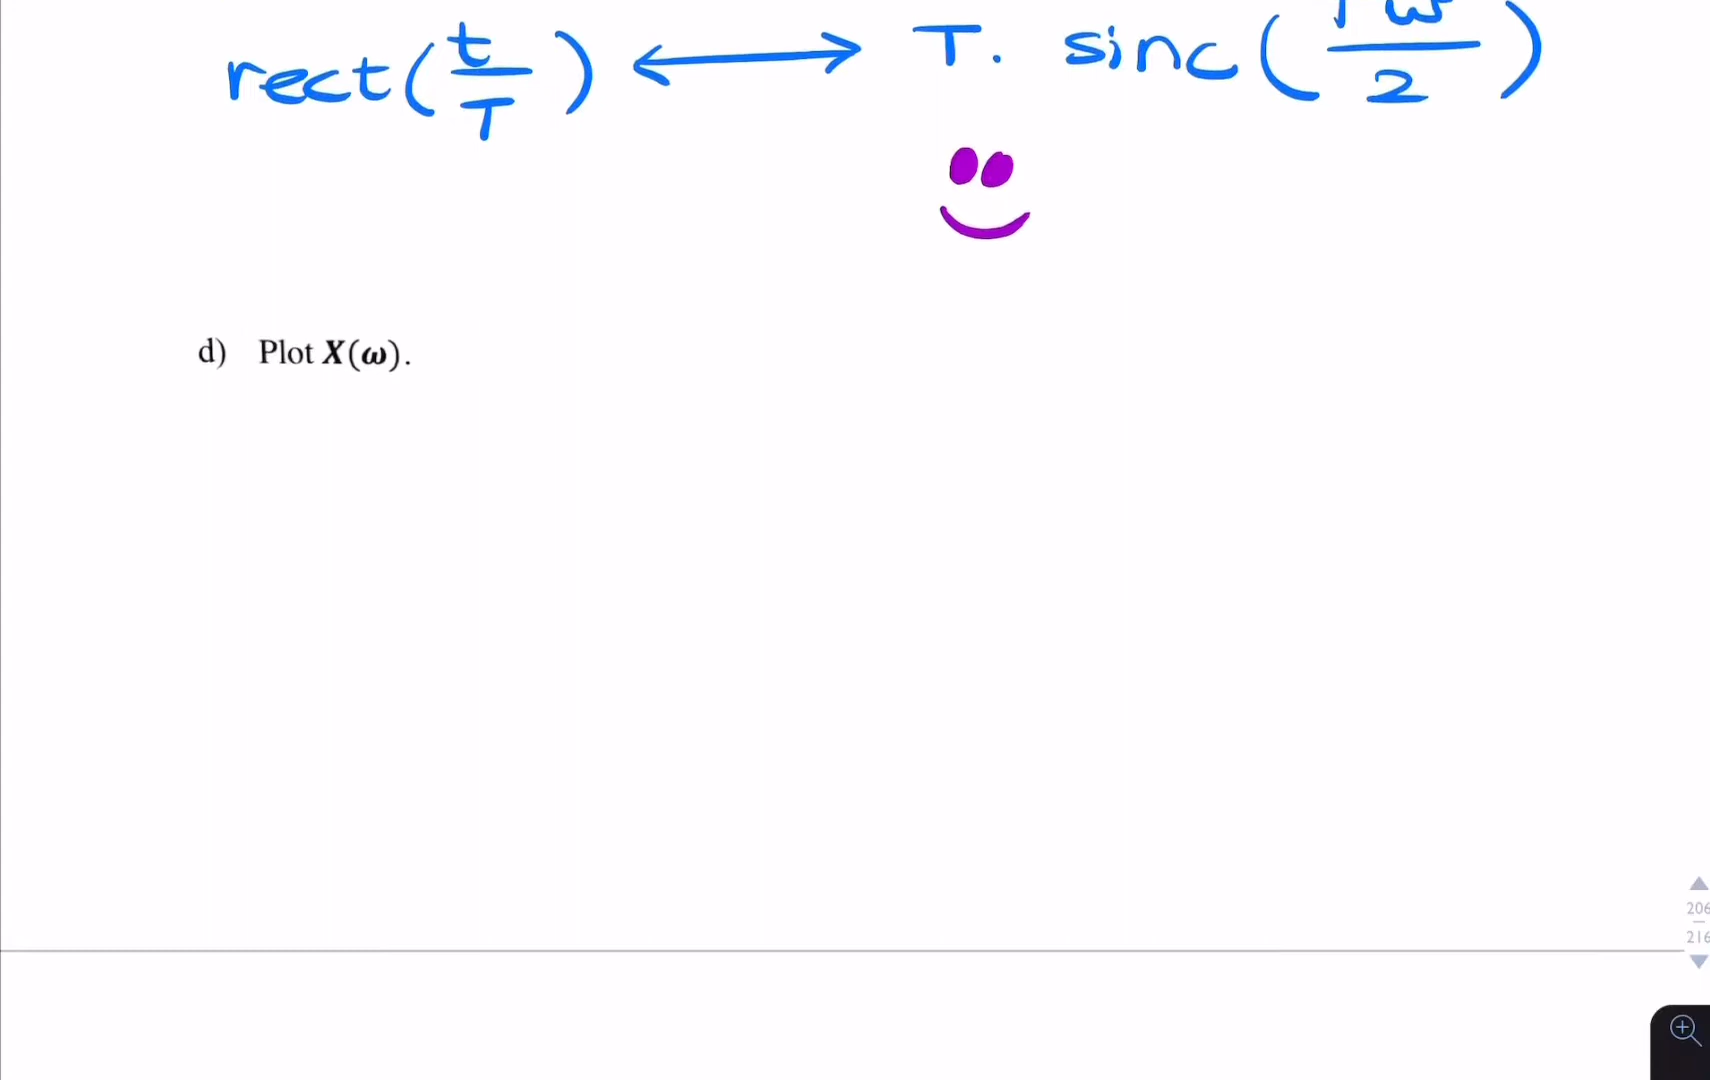 rect(t/T) ⟷ T. sinc(Tω/2)
d) Plot X(ω).
206
216